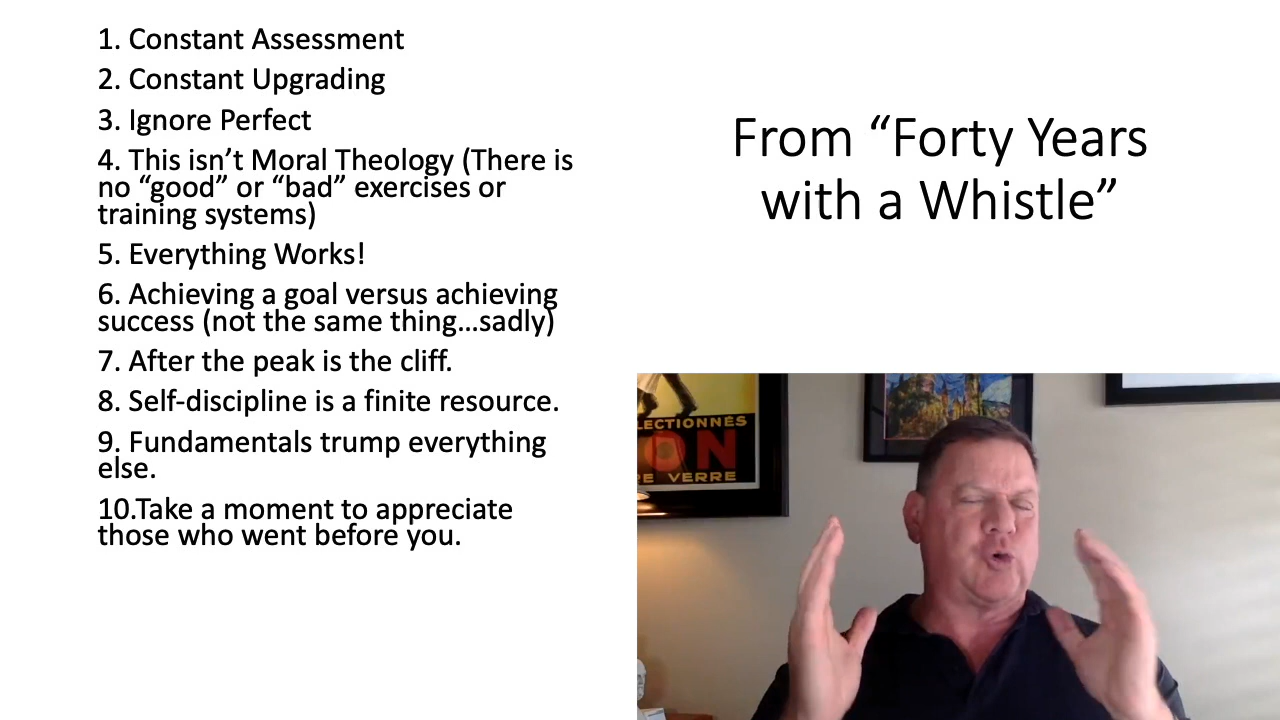 1. Constant Assessment
2. Constant Upgrading
3. Ignore Perfect
4. This isn’t Moral Theology (There is
no “good” or “bad” exercises or
training systems)
5. Everything Works!
6. Achieving a goal versus achieving
success (not the same thing...sadly)
7. After the peak is the cliff.
8. Self-discipline is a finite resource.
9. Fundamentals trump everything
else.
10.Take a moment to appreciate
those who went before you.
From “Forty Years
with a Whistle”
LECTIONNÉS
ON
RE VERRE